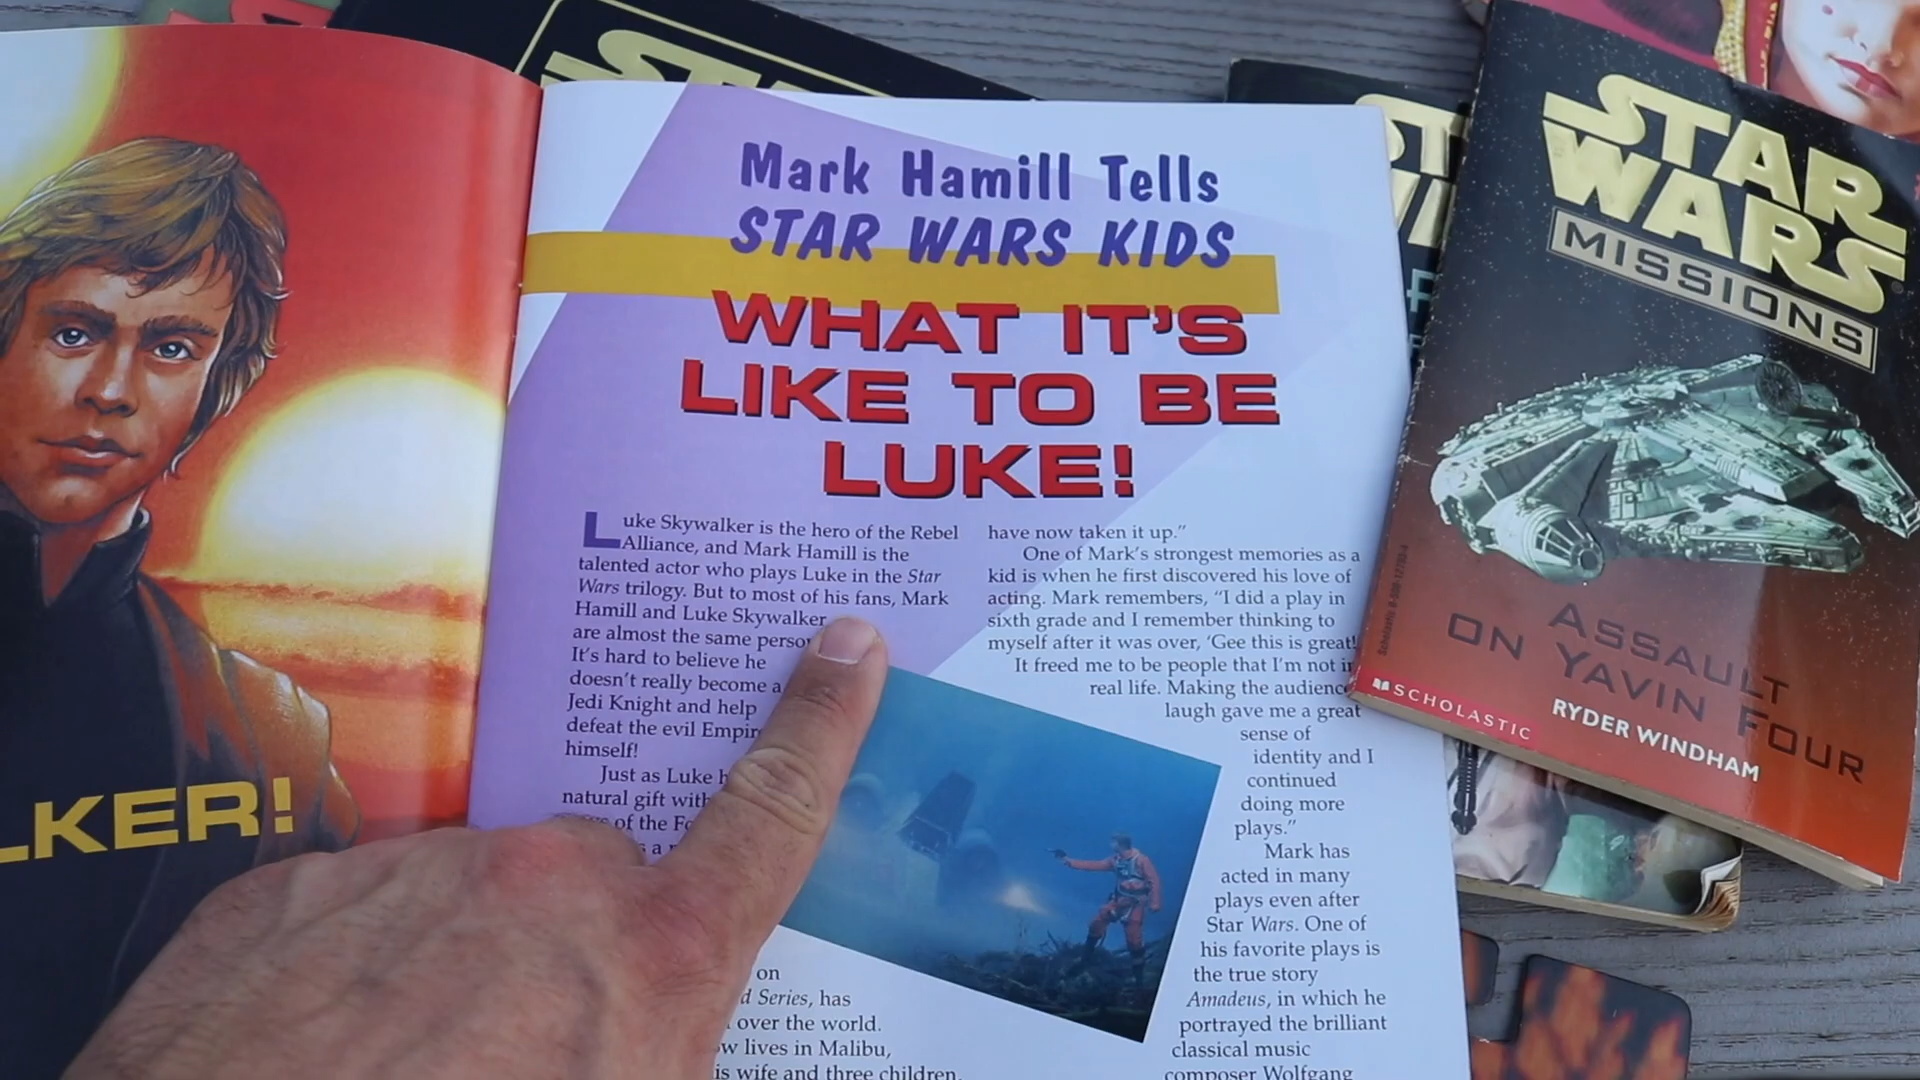 LKER!
Mark Hamill Tells
STAR WARS KIDS
WHAT IT'S
LIKE TO BE
LUKE!
Luke Skywalker is the hero of the Rebel
Alliance, and Mark Hamill is the
talented actor who plays Luke in the Star
Wars trilogy. But to most of his fans, Mark
Hamill and Luke Skywalker
are almost the same perso
It's hard to believe he
doesn't really become a
Jedi Knight and help
defeat the evil Empir
himself!
Just as Luke h
natural gift with
of the Fo
s a
on
d Series, has
over the world.
w lives in Malibu,
is wife and three children.
have now taken it up."
One of Mark's strongest memories as a
kid is when he first discovered his love of
acting. Mark remembers, "I did a play in
sixth grade and I remember thinking to
myself after it was over, 'Gee this is great!
It freed me to be people that I'm not in
real life. Making the audience
laugh gave me a great
sense of
identity and I
continued
doing more
plays."
Mark has
acted in many
plays even after
Star Wars. One of
his favorite plays is
the true story
Amadeus, in which he
portrayed the brilliant
classical music
composer Wolfgang
STAR
WARS
MISSIONS
ASSAULT
ON YAVIN FOUR
RYDER WINDHAM
SCHOLASTIC